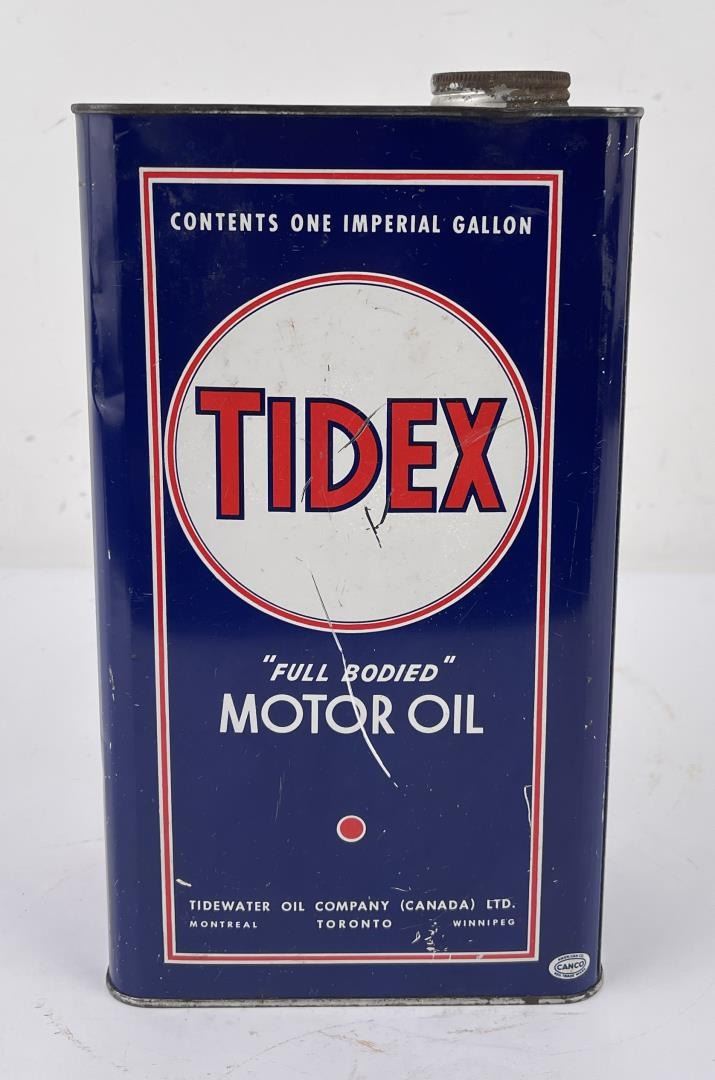 CONTENTS ONE IMPERIAL GALLON
TIDEX
"FULL BODIED"
MOTOR OIL
TIDEWATER OIL COMPANY (CANADA) LTD.
MONTREAL TORONTO WINNIPEG
CANCO